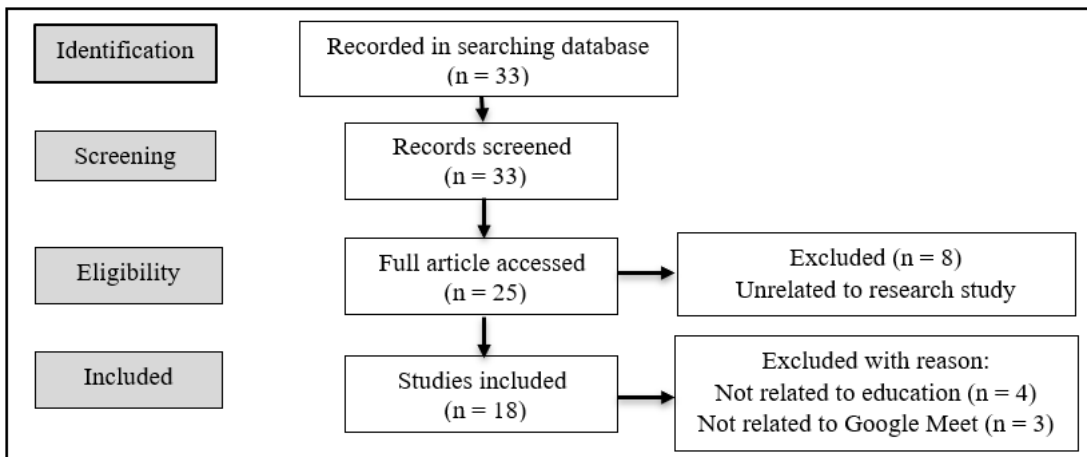 Identification
Recorded in searching database
(n = 33)
Screening
Records screened
(n = 33)
Eligibility
Full article accessed
(n = 25)
Excluded (n = 8)
Unrelated to research study
Included
Studies included
(n = 18)
Excluded with reason:
Not related to education (n = 4)
Not related to Google Meet (n = 3)